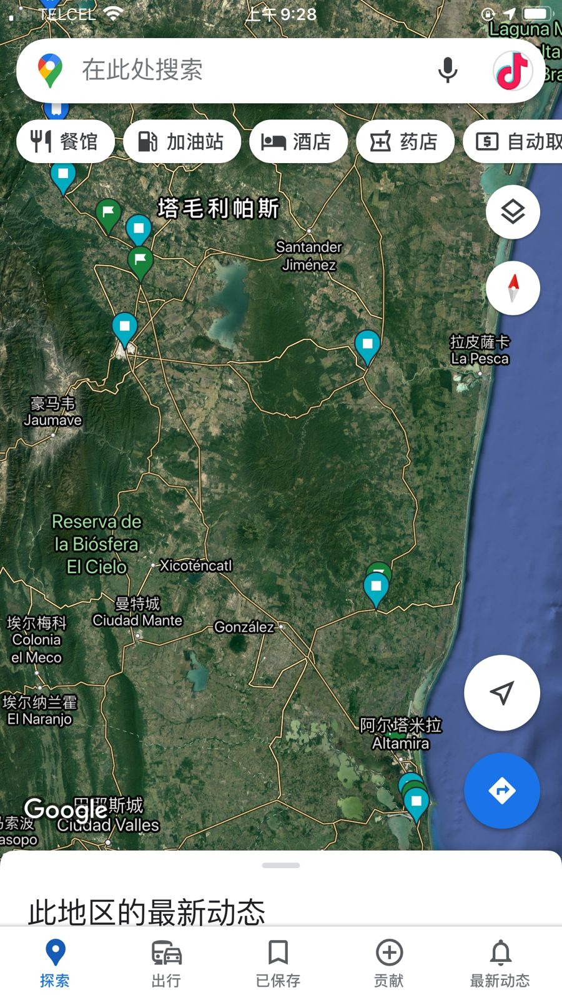 TELCEL
上午 9:28
Laguna M
在此处搜索
餐馆
加油站
酒店
药店
自动取
塔毛利帕斯
Santander
Jiménez
拉皮薩卡
La Pesca
豪马韦
Jaumave
Reserva de
la Biósfera
El Cielo
Xicoténcatl
曼特城
Ciudad Mante
González
埃尔梅科
Colonia
el Meco
埃尔纳兰霍
El Naranjo
阿尔塔米拉
Altamira
Google
斯城
Ciudad Valles
索波
asopo
此地区的最新动态
探索
出行
已保存
贡献
最新动态